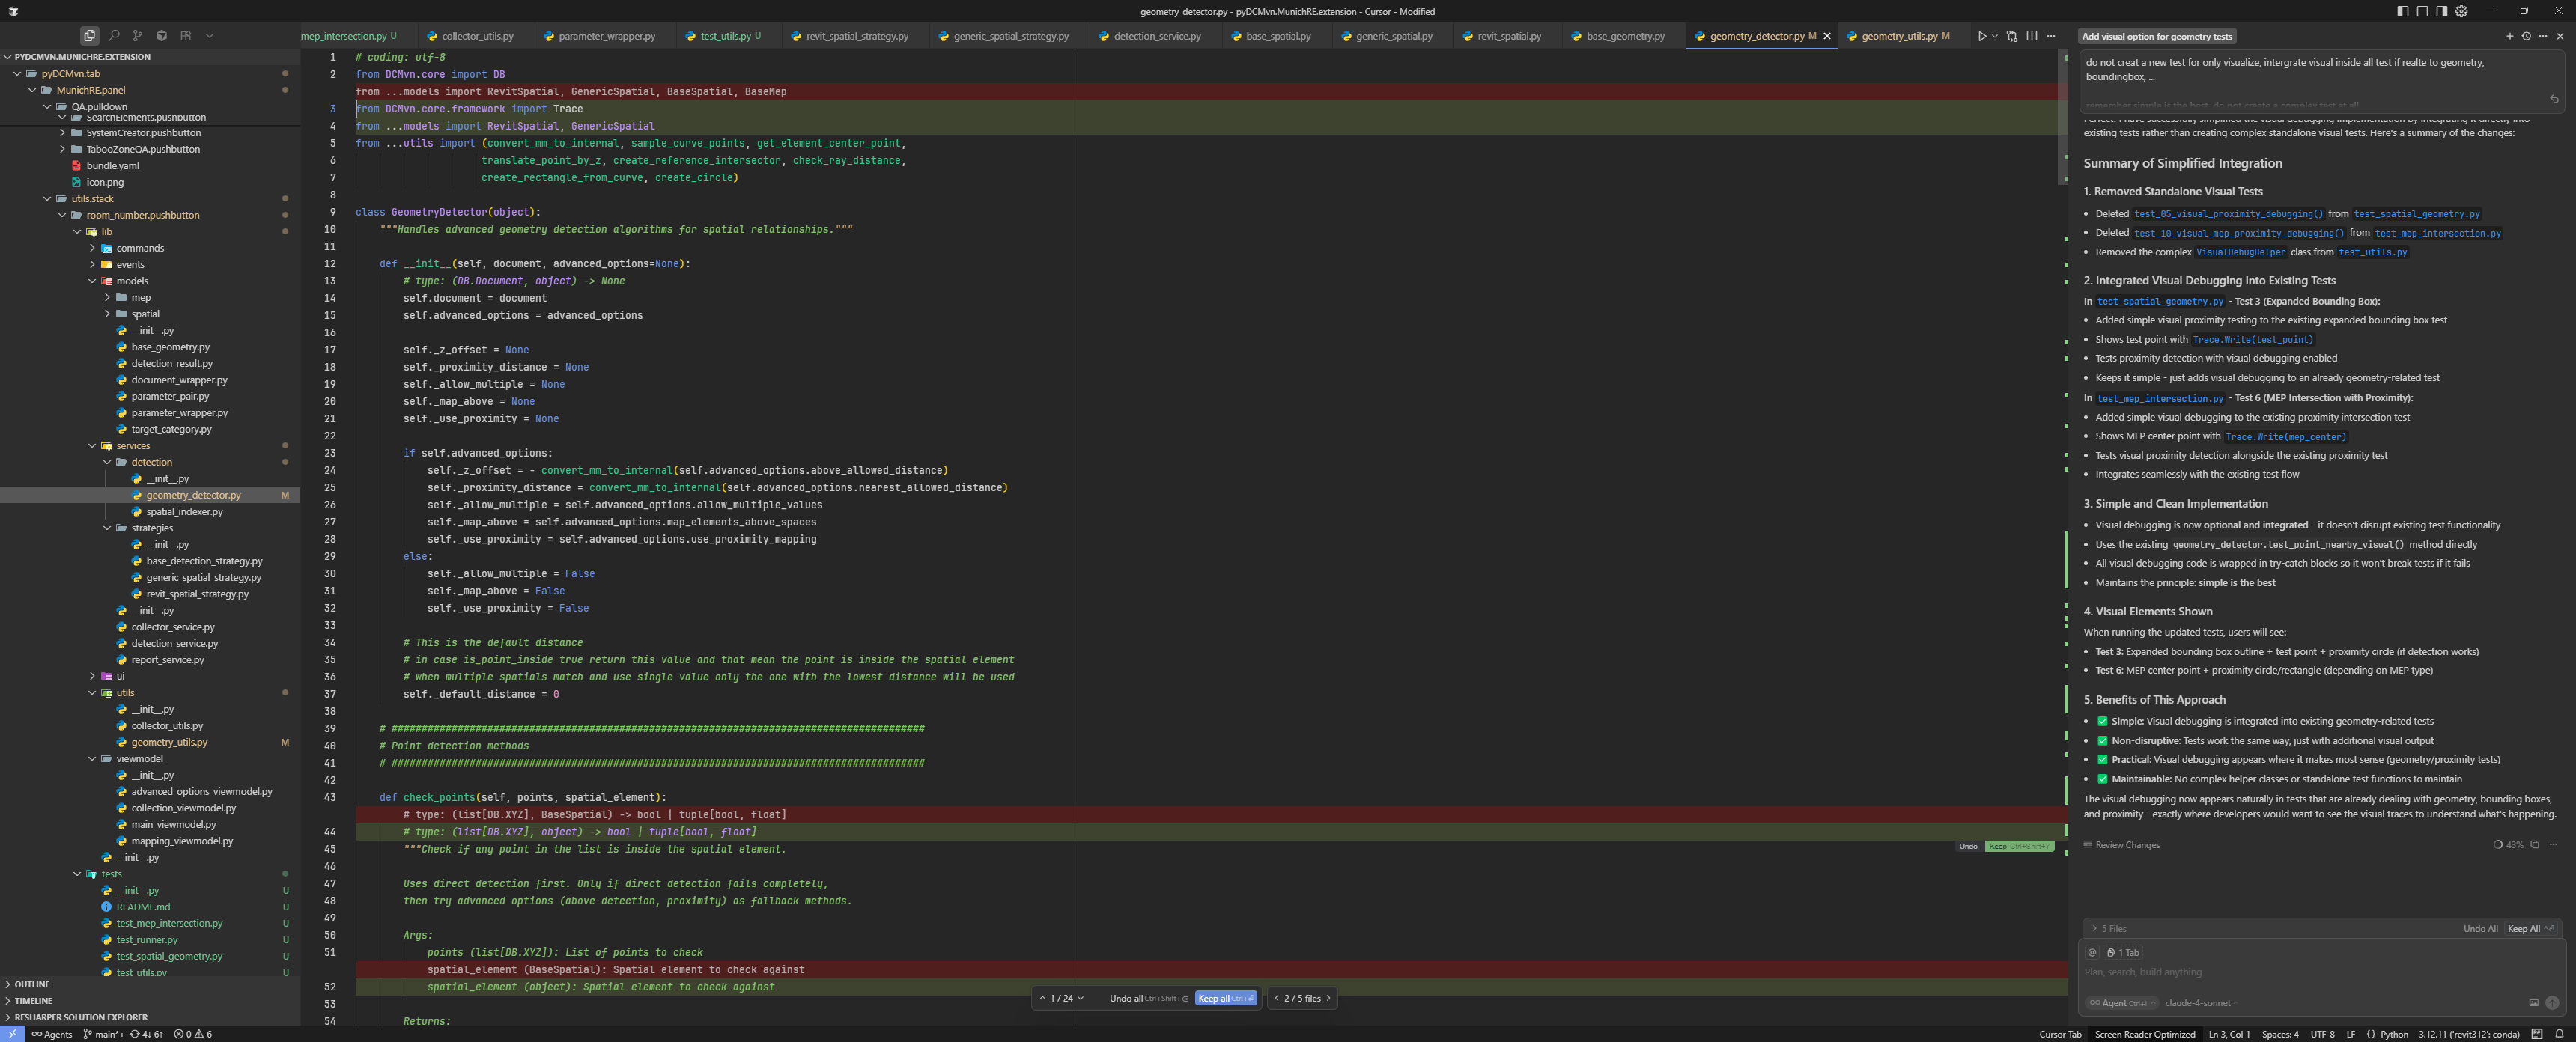 geometry_detector.py - pyDCMvn.MunichRE.extension - Cursor - Modified
mep_intersection.py U
collector_utils.py
parameter_wrapper.py
test_utils.py U
revit_spatial_strategy.py
generic_spatial_strategy.py
detection_service.py
base_spatial.py
generic_spatial.py
revit_spatial.py
base_geometry.py
geometry_detector.py M
geometry_utils.py M
PYDCMVN.MUNICHRE.EXTENSION
pyDCMvn.tab
MunichRE.panel
QA.pulldown
SearchElements.pushbutton
SystemCreator.pushbutton
TabooZoneQA.pushbutton
bundle.yaml
icon.png
utils.stack
room_number.pushbutton
lib
commands
events
models
mep
spatial
__init__.py
base_geometry.py
detection_result.py
document_wrapper.py
parameter_pair.py
parameter_wrapper.py
target_category.py
services
detection
__init__.py
geometry_detector.py M
spatial_indexer.py
strategies
__init__.py
base_detection_strategy.py
generic_spatial_strategy.py
revit_spatial_strategy.py
__init__.py
collector_service.py
detection_service.py
report_service.py
ui
utils
__init__.py
collector_utils.py
geometry_utils.py M
viewmodel
__init__.py
advanced_options_viewmodel.py
collection_viewmodel.py
main_viewmodel.py
mapping_viewmodel.py
__init__.py
tests
__init__.py U
README.md U
test_mep_intersection.py U
test_runner.py U
test_spatial_geometry.py U
test_utils.py U
OUTLINE
TIMELINE
RESHARPER SOLUTION EXPLORER
1 # coding: utf-8
2 from DCMvn.core import DB
from ...models import RevitSpatial, GenericSpatial, BaseSpatial, BaseMep
3 from DCMvn.core.framework import Trace
4 from ...models import RevitSpatial, GenericSpatial
5 from ...utils import (convert_mm_to_internal, sample_curve_points, get_element_center_point,
6 translate_point_by_z, create_reference_intersector, check_ray_distance,
7 create_rectangle_from_curve, create_circle)
8
9 class GeometryDetector(object):
10 """Handles advanced geometry detection algorithms for spatial relationships."""
11
12 def __init__(self, document, advanced_options=None):
13 # type: (DB.Document, object) -> None
14 self.document = document
15 self.advanced_options = advanced_options
16
17 self._z_offset = None
18 self._proximity_distance = None
19 self._allow_multiple = None
20 self._map_above = None
21 self._use_proximity = None
22
23 if self.advanced_options:
24 self._z_offset = - convert_mm_to_internal(self.advanced_options.above_allowed_distance)
25 self._proximity_distance = convert_mm_to_internal(self.advanced_options.nearest_allowed_distance)
26 self._allow_multiple = self.advanced_options.allow_multiple_values
27 self._map_above = self.advanced_options.map_elements_above_spaces
28 self._use_proximity = self.advanced_options.use_proximity_mapping
29 else:
30 self._allow_multiple = False
31 self._map_above = False
32 self._use_proximity = False
33
34 # This is the default distance
35 # in case is_point_inside true return this value and that mean the point is inside the spatial element
36 # when multiple spatials match and use single value only the one with the lowest distance will be used
37 self._default_distance = 0
38
39 # #########################################################################################
40 # Point detection methods
41 # #########################################################################################
42
43 def check_points(self, points, spatial_element):
# type: (list[DB.XYZ], BaseSpatial) -> bool | tuple[bool, float]
44 # type: (list[DB.XYZ], object) -> bool | tuple[bool, float]
45 """Check if any point in the list is inside the spatial element.
46
47 Uses direct detection first. Only if direct detection fails completely,
48 then try advanced options (above detection, proximity) as fallback methods.
49
50 Args:
51 points (list[DB.XYZ]): List of points to check
spatial_element (BaseSpatial): Spatial element to check against
52 spatial_element (object): Spatial element to check against
53
54 Returns:
Undo Keep Ctrl+Shift+Y
1 / 24 Undo all Ctrl+Shift+⌫ Keep all Ctrl+⏎ 2 / 5 files
Add visual option for geometry tests
do not creat a new test for only visualize, intergrate visual inside all test if realte to geometry,
boundingbox, ...
remember simple is the best, do not create a complex test at all
Perfect! I have successfully simplified the visual debugging implementation by integrating it directly into
existing tests rather than creating complex standalone visual tests. Here's a summary of the changes:
Summary of Simplified Integration
1. Removed Standalone Visual Tests
• Deleted test_05_visual_proximity_debugging() from test_spatial_geometry.py
• Deleted test_10_visual_mep_proximity_debugging() from test_mep_intersection.py
• Removed the complex VisualDebugHelper class from test_utils.py
2. Integrated Visual Debugging into Existing Tests
In test_spatial_geometry.py - Test 3 (Expanded Bounding Box):
• Added simple visual proximity testing to the existing expanded bounding box test
• Shows test point with Trace.Write(test_point)
• Tests proximity detection with visual debugging enabled
• Keeps it simple - just adds visual debugging to an already geometry-related test
In test_mep_intersection.py - Test 6 (MEP Intersection with Proximity):
• Added simple visual debugging to the existing proximity intersection test
• Shows MEP center point with Trace.Write(mep_center)
• Tests visual proximity detection alongside the existing proximity test
• Integrates seamlessly with the existing test flow
3. Simple and Clean Implementation
• Visual debugging is now optional and integrated - it doesn't disrupt existing test functionality
• Uses the existing geometry_detector.test_point_nearby_visual() method directly
• All visual debugging code is wrapped in try-catch blocks so it won't break tests if it fails
• Maintains the principle: simple is the best
4. Visual Elements Shown
When running the updated tests, users will see:
• Test 3: Expanded bounding box outline + test point + proximity circle (if detection works)
• Test 6: MEP center point + proximity circle/rectangle (depending on MEP type)
5. Benefits of This Approach
• ✅ Simple: Visual debugging is integrated into existing geometry-related tests
• ✅ Non-disruptive: Tests work the same way, just with additional visual output
• ✅ Practical: Visual debugging appears where it makes most sense (geometry/proximity tests)
• ✅ Maintainable: No complex helper classes or standalone test functions to maintain
The visual debugging now appears naturally in tests that are already dealing with geometry, bounding boxes,
and proximity - exactly where developers would want to see the visual traces to understand what's happening.
Review Changes 43%
5 Files Undo All Keep All
@ 1 Tab
Plan, search, build anything
Agent Ctrl+I claude-4-sonnet
Agents main*+ 4↓ 6↑ 0 6
Cursor Tab Screen Reader Optimized Ln 3, Col 1 Spaces: 4 UTF-8 LF {} Python 3.12.11 ('revit312': conda)